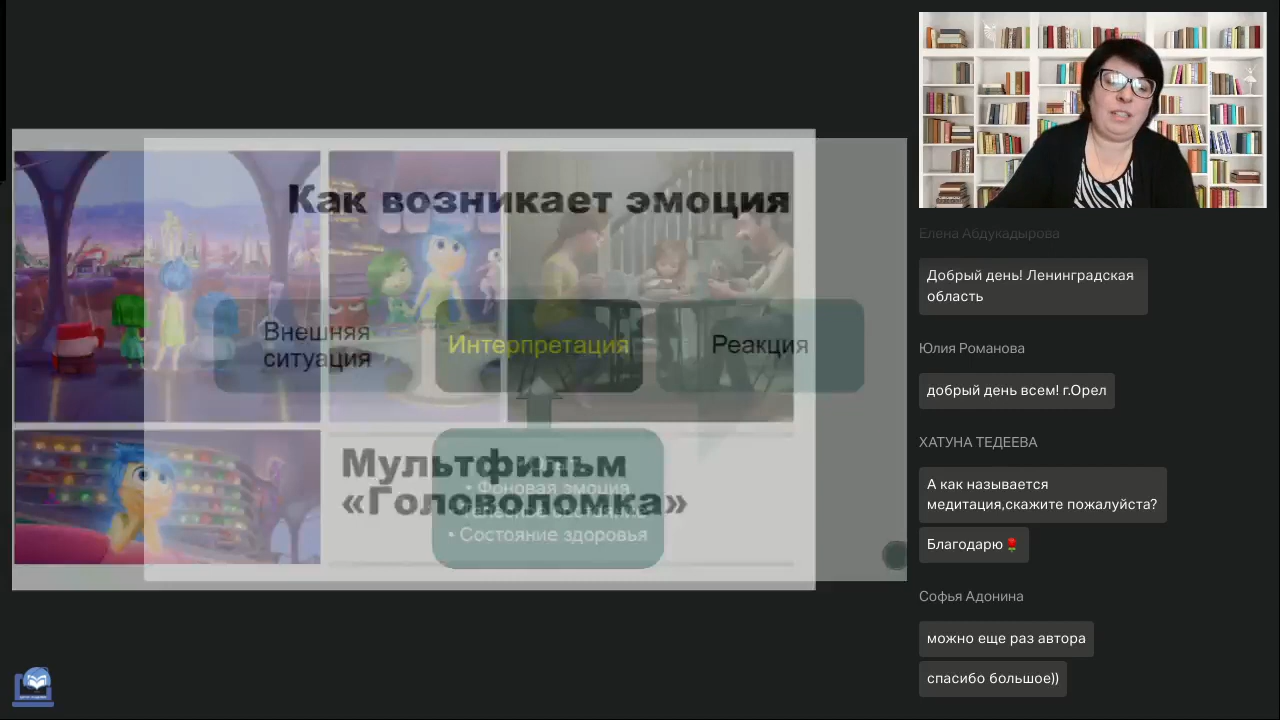 Как возникает эмоция
Внешняя
ситуация
Интерпретация
Реакция
Мультфильм
«Головоломка»
• Фоновая эмоция
• Состояние здоровья
Елена Абдукадырова
Добрый день! Ленинградская
область
Юлия Романова
добрый день всем! г.Орел
ХАТУНА ТЕДЕЕВА
А как называется
медитация,скажите пожалуйста?
Благодарю🌹
Софья Адонина
можно еще раз автора
спасибо большое))